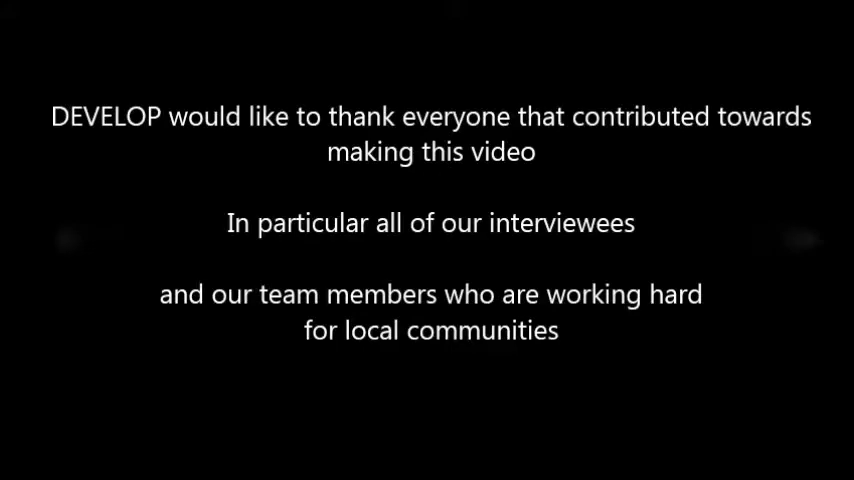 DEVELOP would like to thank everyone that contributed towards
making this video
In particular all of our interviewees
and our team members who are working hard
for local communities